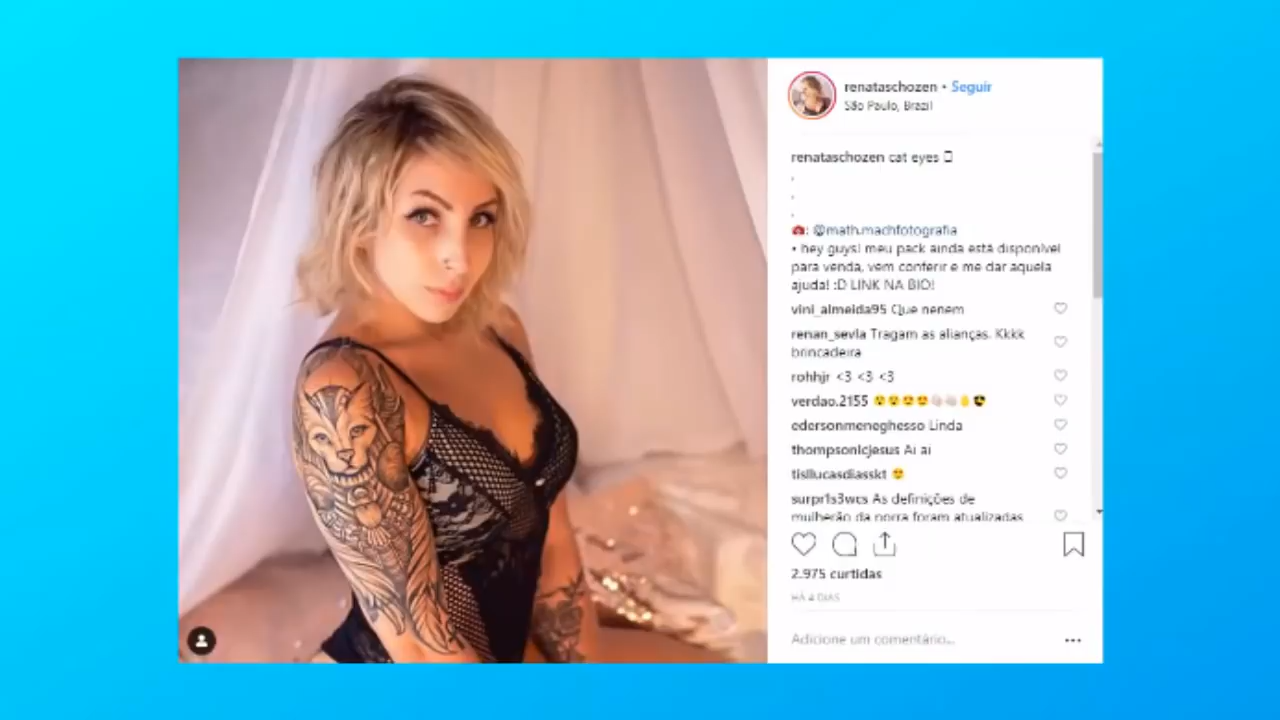 renataschozen • Seguir
São Paulo, Brazil
renataschozen cat eyes
.
.
.
: @math.machfotografia
• hey guys! meu pack ainda está disponível
para venda, vem conferir e me dar aquela
ajuda! :D LINK NA BIO!
vini_almeida95 Que nenem
renan_sevla Tragam as alianças. Kkkk
brincadeira
rohhjr <3 <3 <3
verdao.2155
edersonmeneghesso Linda
thompsonlcjesus Ai ai
tisllucasdiasskt
surpr1s3wcs As definições de
mulherão da porra foram atualizadas
2.975 curtidas
HÁ 4 DIAS
Adicione um comentário...